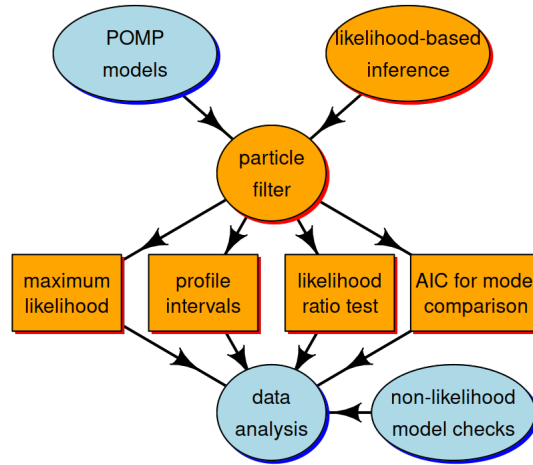 POMP
models
likelihood-based
inference
particle
filter
maximum
likelihood
profile
intervals
likelihood
ratio test
AIC for mode
comparison
data
analysis
non-likelihood
model checks